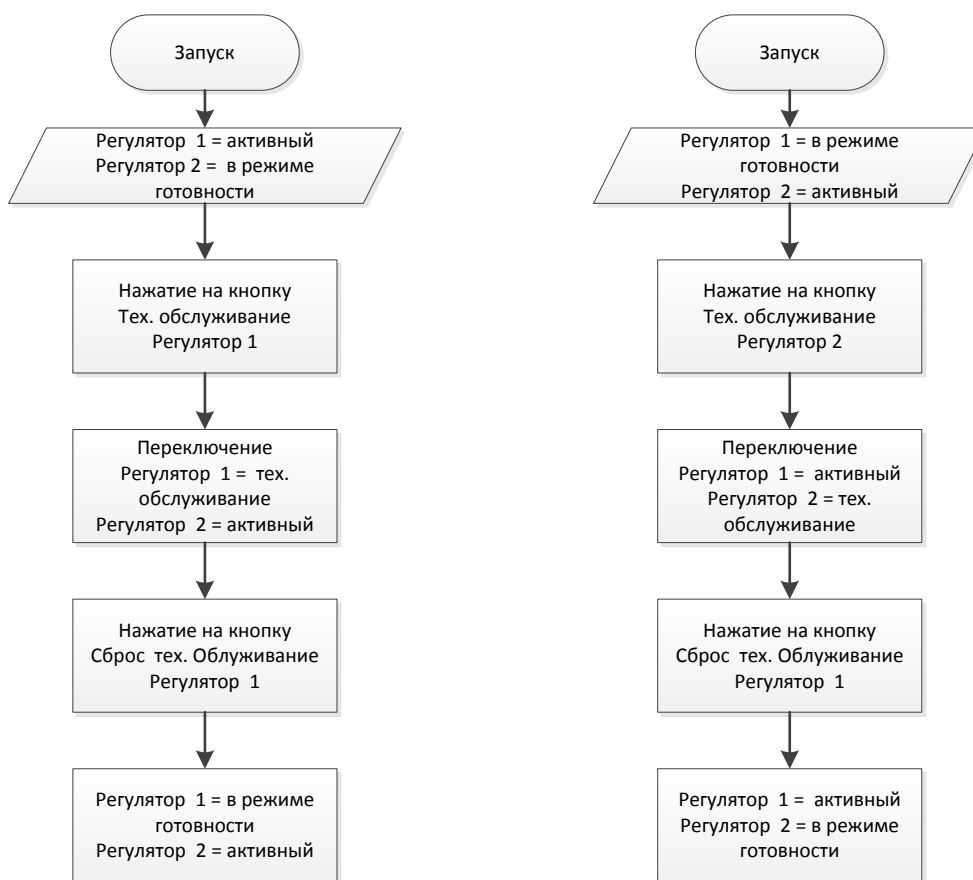 Запуск
Регулятор 1 = активный
Регулятор 2 = в режиме
готовности
Нажатие на кнопку
Тех. обслуживание
Регулятор 1
Переключение
Регулятор 1 = тех.
обслуживание
Регулятор 2 = активный
Нажатие на кнопку
Сброс тех. Облуживание
Регулятор 1
Регулятор 1 = в режиме
готовности
Регулятор 2 = активный
Запуск
Регулятор 1 = в режиме
готовности
Регулятор 2 = активный
Нажатие на кнопку
Тех. обслуживание
Регулятор 2
Переключение
Регулятор 1 = активный
Регулятор 2 = тех.
обслуживание
Нажатие на кнопку
Сброс тех. Облуживание
Регулятор 1
Регулятор 1 = активный
Регулятор 2 = в режиме
готовности